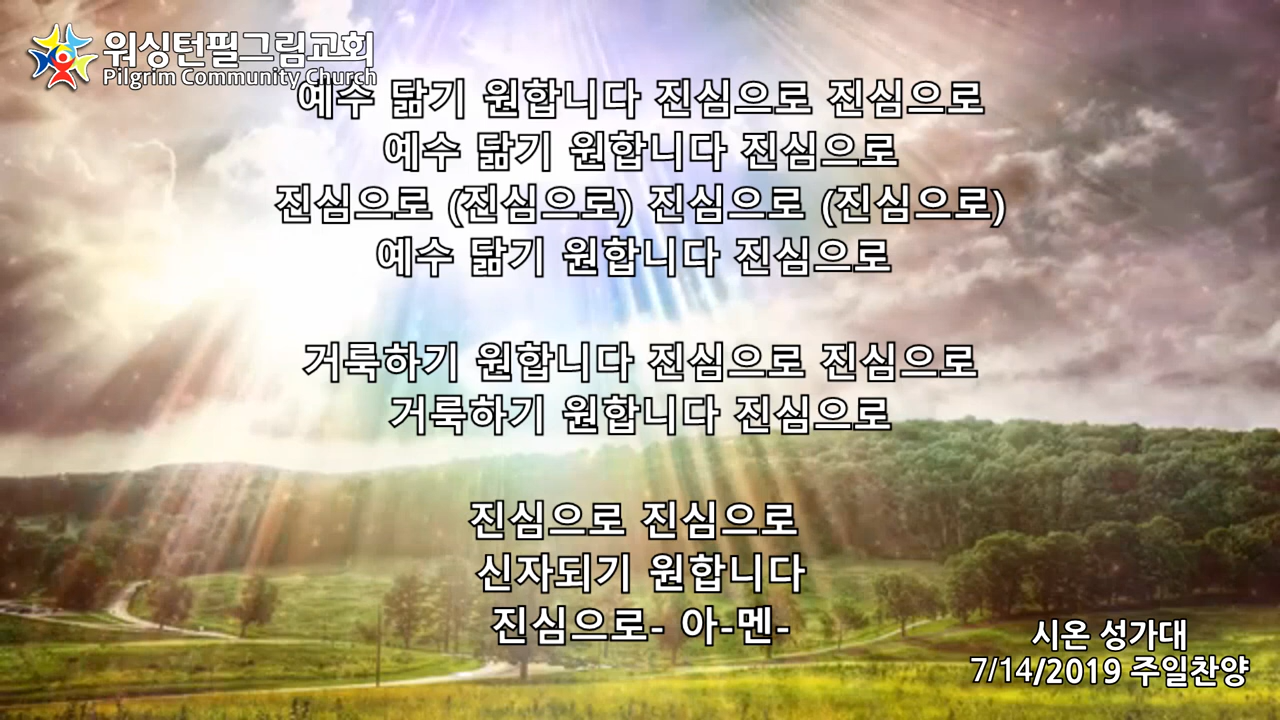 워싱턴필그림교회
Pilgrim Community Church
예수 닮기 원합니다 진심으로 진심으로
예수 닮기 원합니다 진심으로
진심으로 (진심으로) 진심으로 (진심으로)
예수 닮기 원합니다 진심으로
거룩하기 원합니다 진심으로 진심으로
거룩하기 원합니다 진심으로
진심으로 진심으로
신자되기 원합니다
진심으로- 아-멘-
시온 성가대
7/14/2019 주일찬양